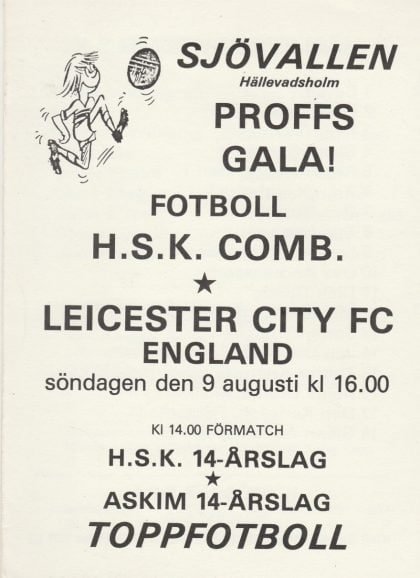 SJÖVALLEN
Hällevadsholm
PROFFS
GALA!
FOTBOLL
H.S.K. COMB.
★
LEICESTER CITY FC
ENGLAND
söndagen den 9 augusti kl 16.00
Kl 14.00 FÖRMATCH
H.S.K. 14-ÅRSLAG
★
ASKIM 14-ÅRSLAG
TOPPFOTBOLL